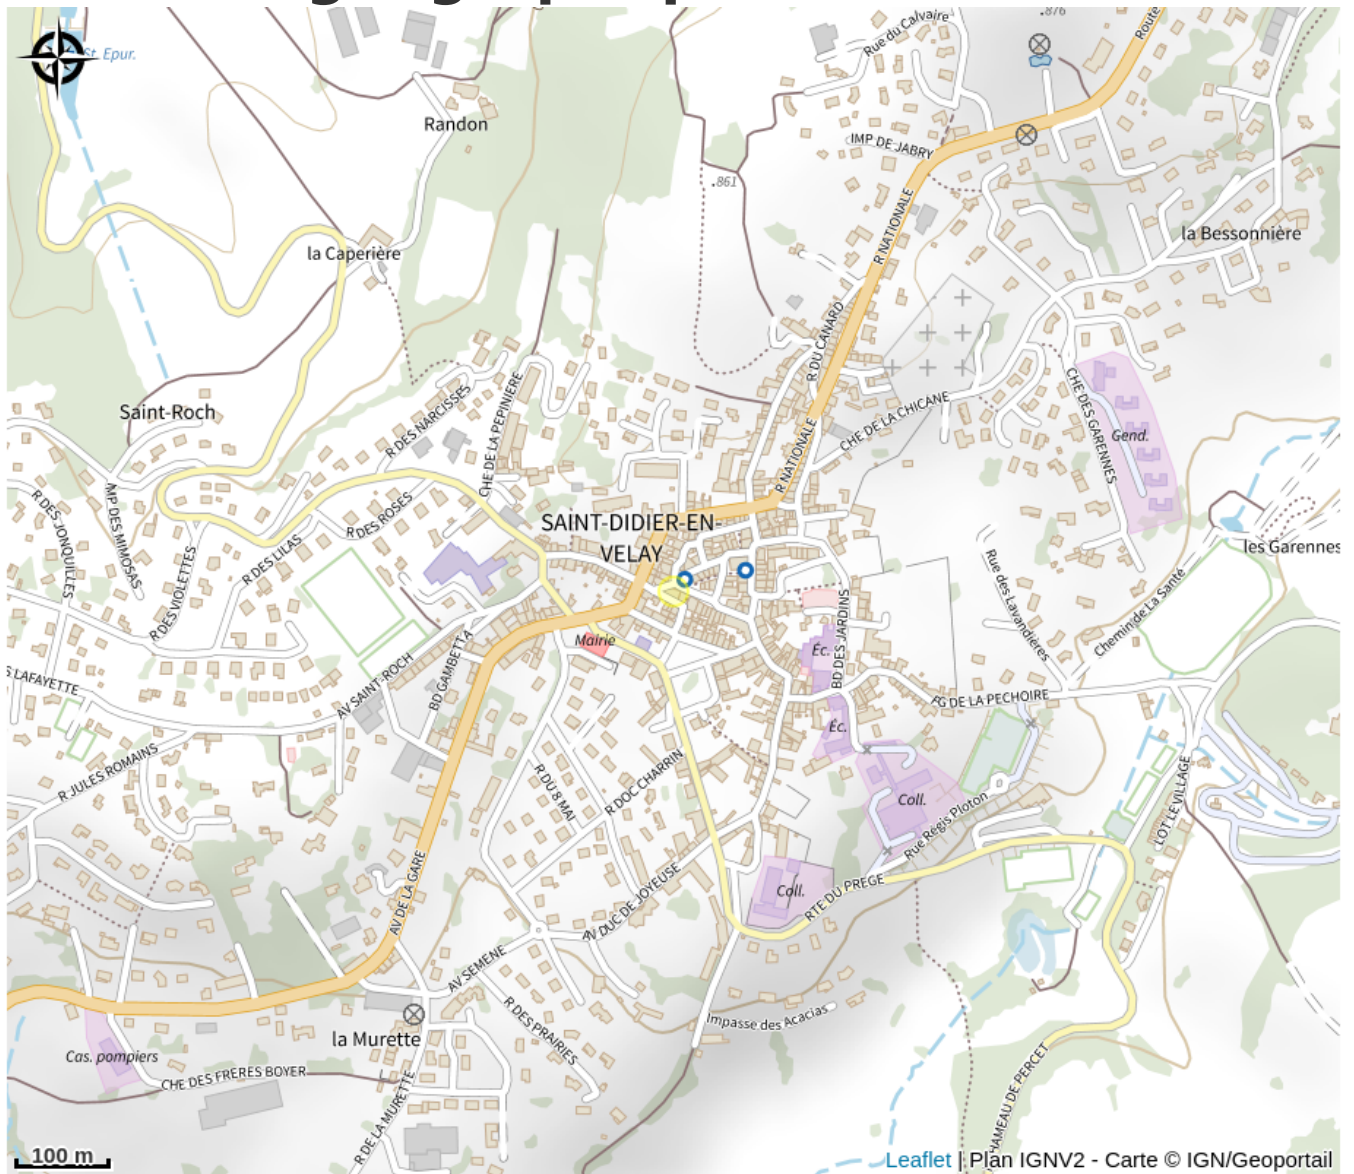 St. Epur.
Rue du Calvaire
.876
Route
Randon
IMP DE JABRY
.861
R NATIONALE
la Bessonnière
la Caperière
R DU CANARD
Saint-Roch
R DES NARCISSES
CHE DE LA PEPINIERE
CHE DE LA CHICANE
CHE DES GARENNES
Gend.
R NATIONALE
R DES JONQUILLES
MP DES MIMOSAS
R DES VIOLETTES
R DES LILAS
R DES ROSES
SAINT-DIDIER-EN-
VELAY
les Garennes
Rue des Lavandières
Chemin de La Santé
Mairie
Éc.
BD DES JARDINS
S LAFAYETTE
AV SAINT-ROCH
BD GAMBETTA
FG DE LA PECHOIRE
Éc.
R JULES ROMAINS
R DU 8 MAI
R DOC CHARRIN
Coll.
Rue Régis Ploton
LOT LE VILLAGE
AV DE LA GARE
AV DUC DE JOYEUSE
Coll.
RTE DU PREGE
AV SEMENE
R DES PRAIRIES
Impasse des Acacias
la Murette
Cas. pompiers
CHE DES FRERES BOYER
R DE LA MURETTE
HAMEAU DE PERCET
100 m
Leaflet | Plan IGNV2 - Carte © IGN/Geoportail